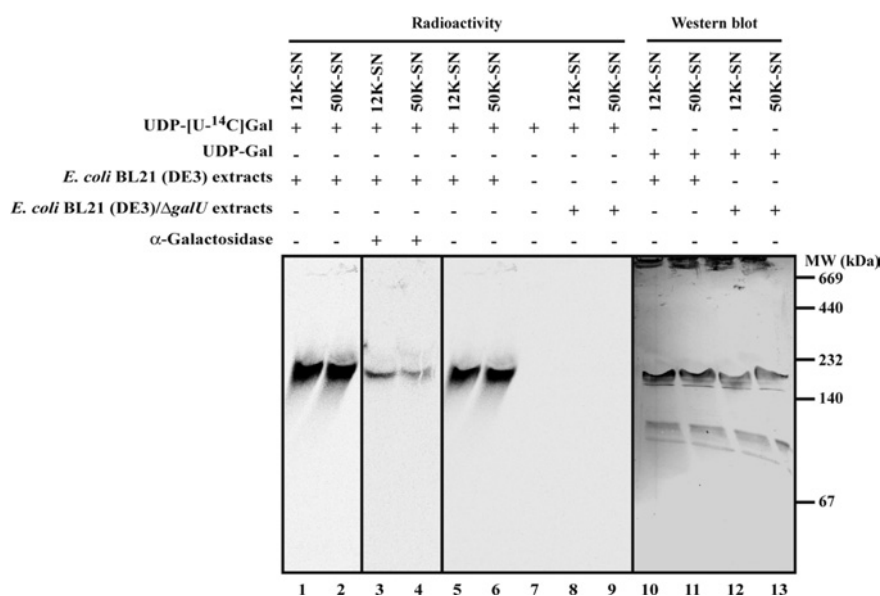 Radioactivity Western blot
12K-SN 50K-SN 12K-SN 50K-SN 12K-SN 50K-SN 12K-SN 50K-SN 12K-SN 50K-SN 12K-SN 50K-SN
UDP-[U-¹⁴C]Gal + + + + + + + + + - - - -
UDP-Gal - - - - - - - - - + + + +
E. coli BL21 (DE3) extracts + + + + + + - - - + + - -
E. coli BL21 (DE3)/ΔgalU extracts - - - - - - - + + - - + +
α-Galactosidase - - + + - - - - - - - - -
MW (kDa)
669
440
232
140
67
1 2 3 4 5 6 7 8 9 10 11 12 13